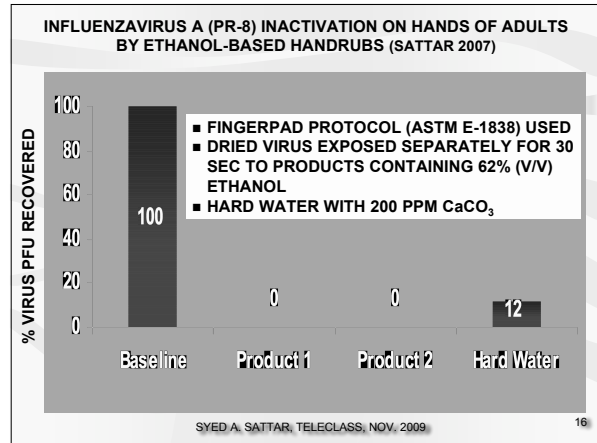 INFLUENZAVIRUS A (PR-8) INACTIVATION ON HANDS OF ADULTS
BY ETHANOL-BASED HANDRUBS (SATTAR 2007)
% VIRUS PFU RECOVERED
100
80
60
40
20
0
■ FINGERPAD PROTOCOL (ASTM E-1838) USED
■ DRIED VIRUS EXPOSED SEPARATELY FOR 30
SEC TO PRODUCTS CONTAINING 62% (V/V)
ETHANOL
■ HARD WATER WITH 200 PPM CaCO₃
100
0
0
12
Baseline Product 1 Product 2 Hard Water
SYED A. SATTAR, TELECLASS, NOV. 2009
16